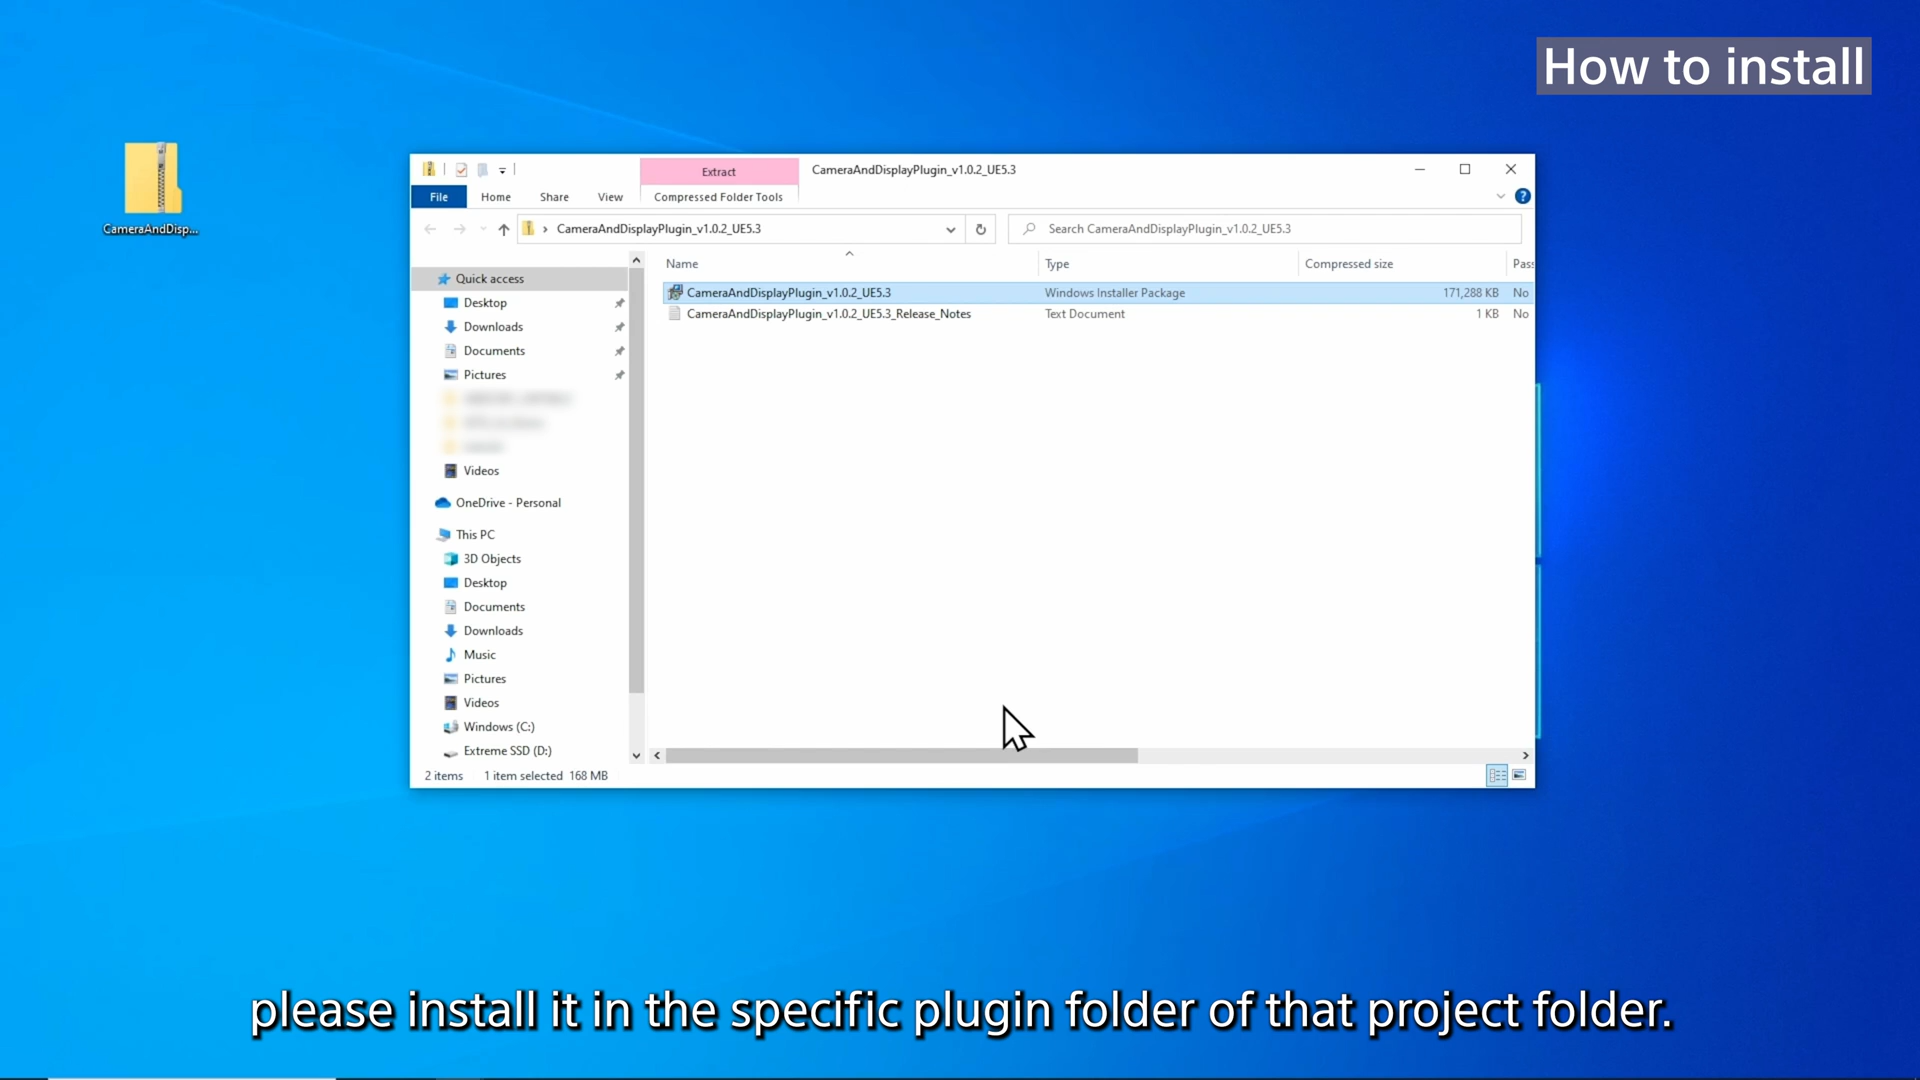 How to install
CameraAndDisp...
Extract
CameraAndDisplayPlugin_v1.0.2_UE5.3
File
Home
Share
View
Compressed Folder Tools
CameraAndDisplayPlugin_v1.0.2_UE5.3
Search CameraAndDisplayPlugin_v1.0.2_UE5.3
Name
Type
Compressed size
Pass
Quick access
Desktop
Downloads
Documents
Pictures
Videos
OneDrive - Personal
This PC
3D Objects
Desktop
Documents
Downloads
Music
Pictures
Videos
Windows (C:)
Extreme SSD (D:)
CameraAndDisplayPlugin_v1.0.2_UE5.3 Windows Installer Package 171,288 KB No
CameraAndDisplayPlugin_v1.0.2_UE5.3_Release_Notes Text Document 1 KB No
2 items 1 item selected 168 MB
please install it in the specific plugin folder of that project folder.